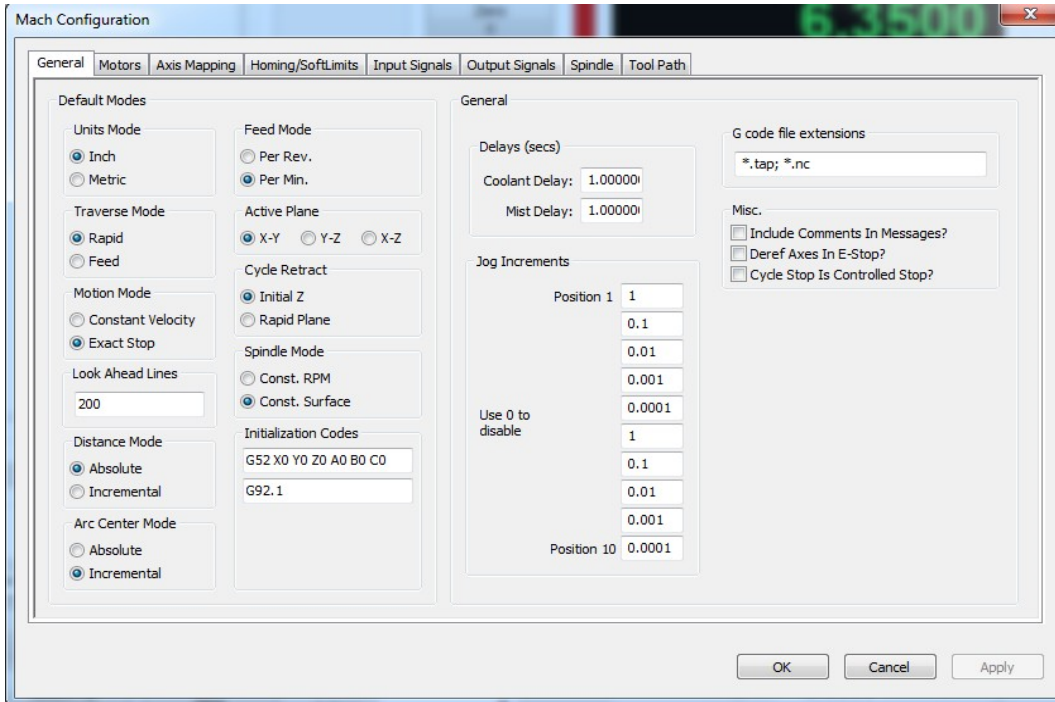 6.3500
Mach Configuration
General Motors Axis Mapping Homing/SoftLimits Input Signals Output Signals Spindle Tool Path
Default Modes
Units Mode
Inch
Metric
Traverse Mode
Rapid
Feed
Motion Mode
Constant Velocity
Exact Stop
Look Ahead Lines
200
Distance Mode
Absolute
Incremental
Arc Center Mode
Absolute
Incremental
Feed Mode
Per Rev.
Per Min.
Active Plane
X-Y Y-Z X-Z
Cycle Retract
Initial Z
Rapid Plane
Spindle Mode
Const. RPM
Const. Surface
Initialization Codes
G52 X0 Y0 Z0 A0 B0 C0
G92.1
General
Delays (secs)
Coolant Delay: 1.00000
Mist Delay: 1.00000
Jog Increments
Position 1 1
0.1
0.01
0.001
0.0001
Use 0 to
disable
1
0.1
0.01
0.001
Position 10 0.0001
G code file extensions
*.tap; *.nc
Misc.
Include Comments In Messages?
Deref Axes In E-Stop?
Cycle Stop Is Controlled Stop?
OK Cancel Apply